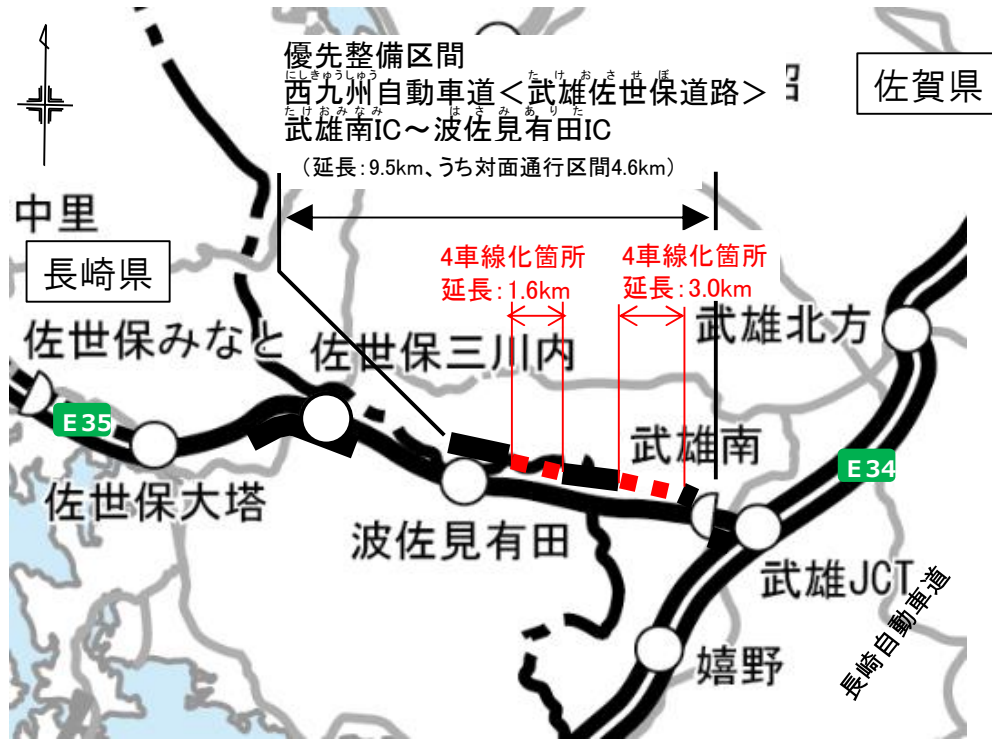 優先整備区間
にしきゅうしゅう たけおさせぼ
西九州自動車道<武雄佐世保道路>
たけおみなみ はさみありた
武雄南IC~波佐見有田IC
(延長:9.5km、うち対面通行区間4.6km)
佐賀県
中里
長崎県
4車線化箇所
延長:1.6km
4車線化箇所
延長:3.0km
武雄北方
佐世保みなと
佐世保三川内
E35
武雄南
E34
佐世保大塔
波佐見有田
武雄JCT
嬉野
長崎自動車道